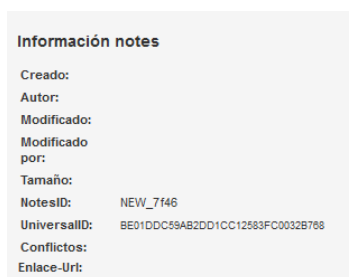 Información notes
Creado:
Autor:
Modificado:
Modificado
por:
Tamaño:
NotesID: NEW_7f46
UniversalID: BE01DDC59AB2DD1CC12583FC0032B768
Conflictos:
Enlace-Url: